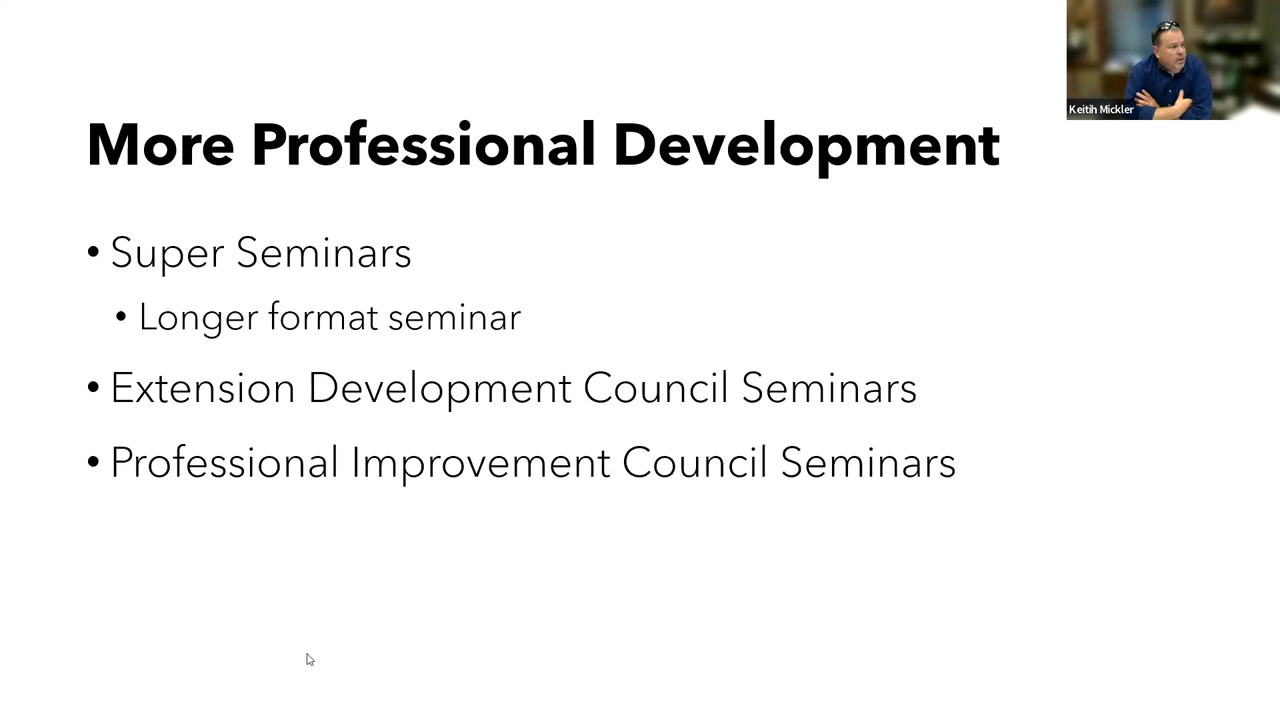 Keitih Mickler
More Professional Development
• Super Seminars
• Longer format seminar
• Extension Development Council Seminars
• Professional Improvement Council Seminars